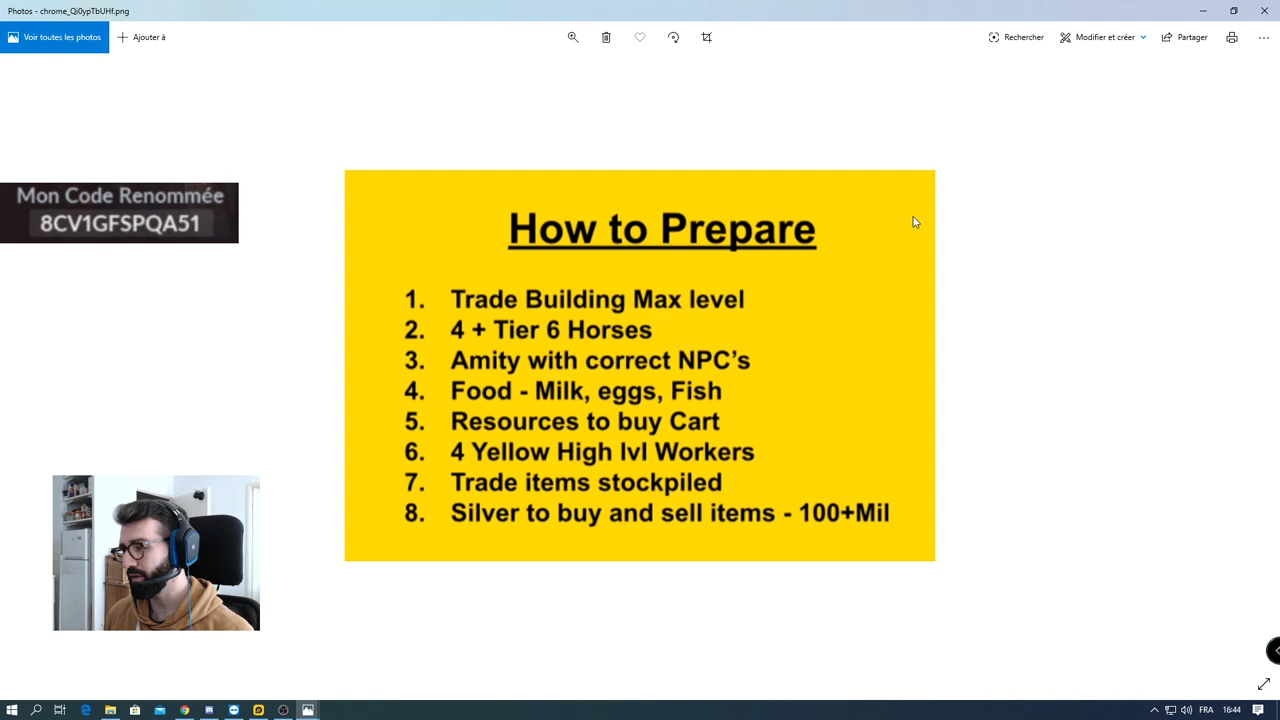 Photos - chrome_Qi0ypTbUHf.png
Voir toutes les photos
Ajouter à
Rechercher
Modifier et créer
Partager
Mon Code Renommée
8CV1GFSPQA51
How to Prepare
1. Trade Building Max level
2. 4 + Tier 6 Horses
3. Amity with correct NPC's
4. Food - Milk, eggs, Fish
5. Resources to buy Cart
6. 4 Yellow High lvl Workers
7. Trade items stockpiled
8. Silver to buy and sell items - 100+Mil
FRA
16:44